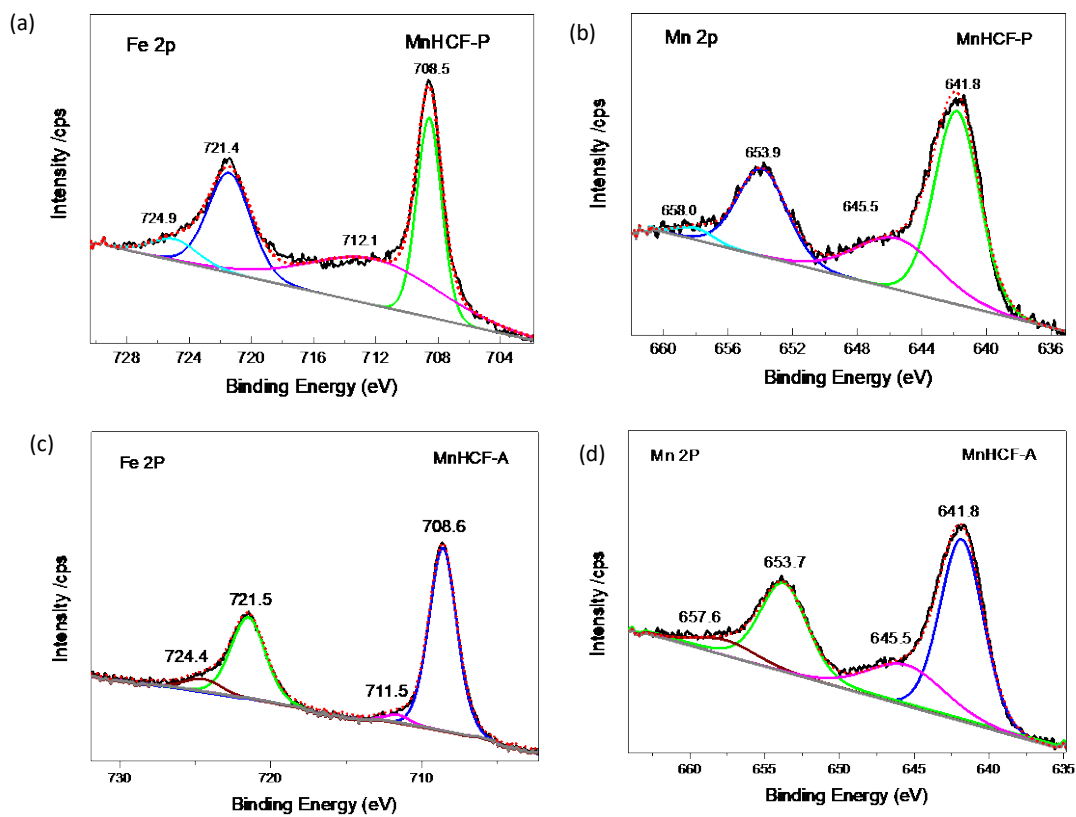 (a)
Fe 2p
MnHCF-P
708.5
721.4
724.9
712.1
Intensity /cps
728 724 720 716 712 708 704
Binding Energy (eV)
(b)
Mn 2p
MnHCF-P
641.8
653.9
658.0
645.5
Intensity /cps
660 656 652 648 644 640 636
Binding Energy (eV)
(c)
Fe 2P
MnHCF-A
708.6
721.5
724.4
711.5
Intensity /cps
730 720 710
Binding Energy (eV)
(d)
Mn 2P
MnHCF-A
641.8
653.7
657.6
645.5
Intensity /cps
660 655 650 645 640 635
Binding Energy (eV)